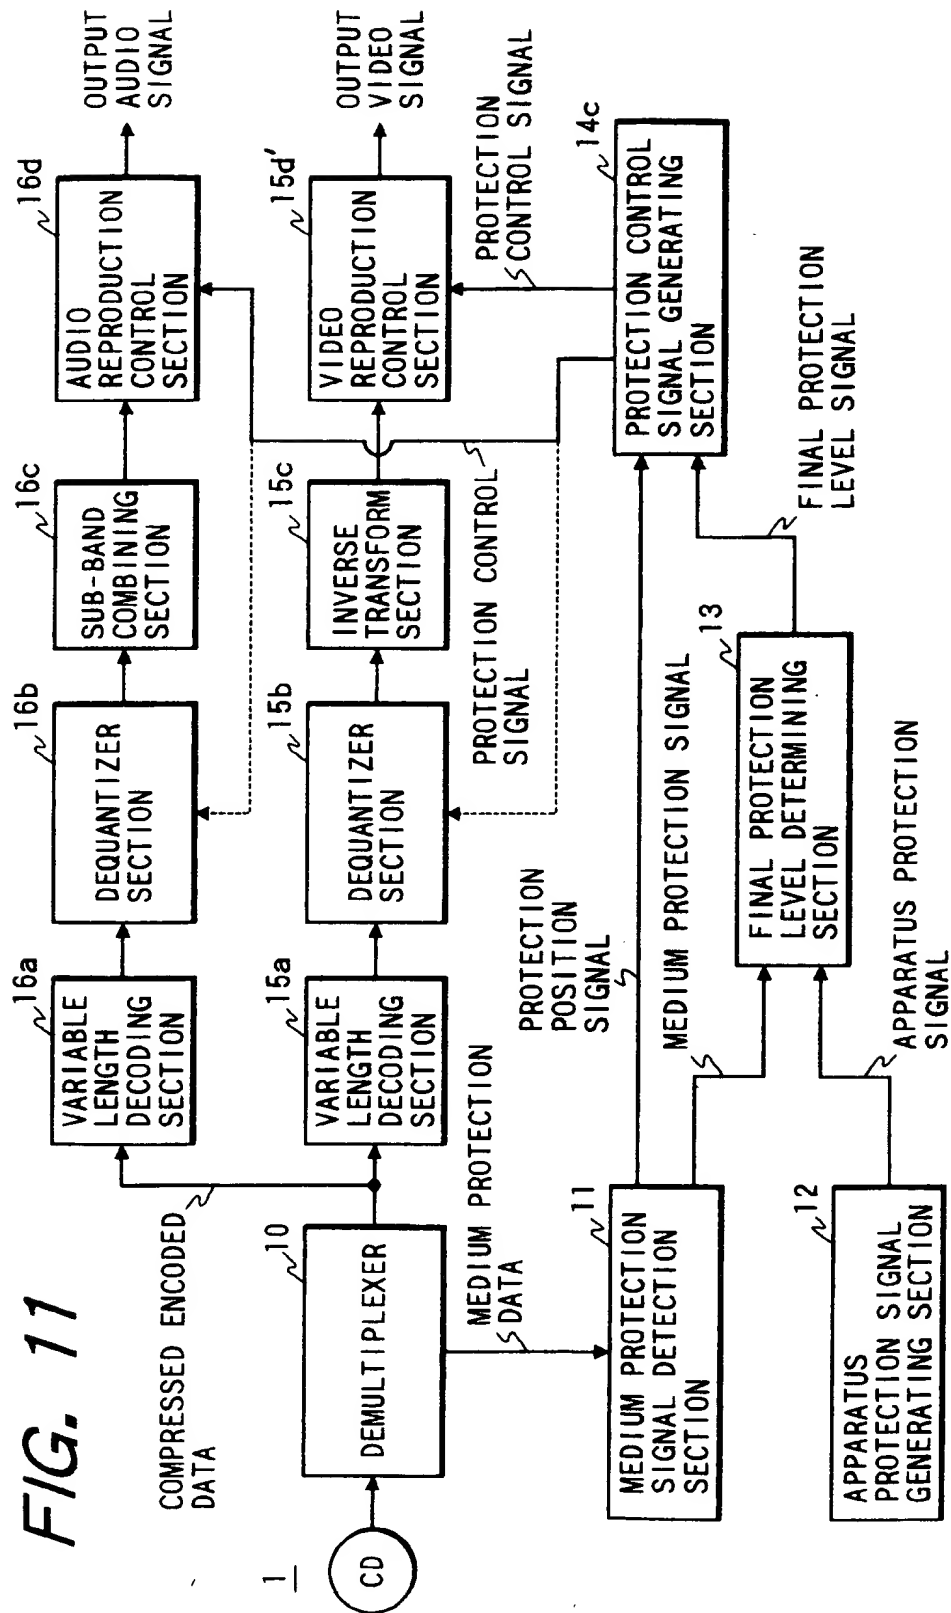 FIG. 11
1
CD
COMPRESSED ENCODED
DATA
10
DEMULTIPLEXER
MEDIUM PROTECTION
DATA
16a
VARIABLE
LENGTH
DECODING
SECTION
16b
DEQUANTIZER
SECTION
16c
SUB-BAND
COMBINING
SECTION
16d
AUDIO
REPRODUCTION
CONTROL
SECTION
OUTPUT
AUDIO
SIGNAL
15a
VARIABLE
LENGTH
DECODING
SECTION
15b
DEQUANTIZER
SECTION
15c
INVERSE
TRANSFORM
SECTION
15d'
VIDEO
REPRODUCTION
CONTROL
SECTION
OUTPUT
VIDEO
SIGNAL
PROTECTION CONTROL
SIGNAL
PROTECTION
CONTROL SIGNAL
11
MEDIUM PROTECTION
SIGNAL DETECTION
SECTION
PROTECTION
POSITION
SIGNAL
14c
PROTECTION CONTROL
SIGNAL GENERATING
SECTION
MEDIUM PROTECTION SIGNAL
13
FINAL PROTECTION
LEVEL DETERMINING
SECTION
FINAL PROTECTION
LEVEL SIGNAL
12
APPARATUS
PROTECTION SIGNAL
GENERATING SECTION
APPARATUS PROTECTION
SIGNAL